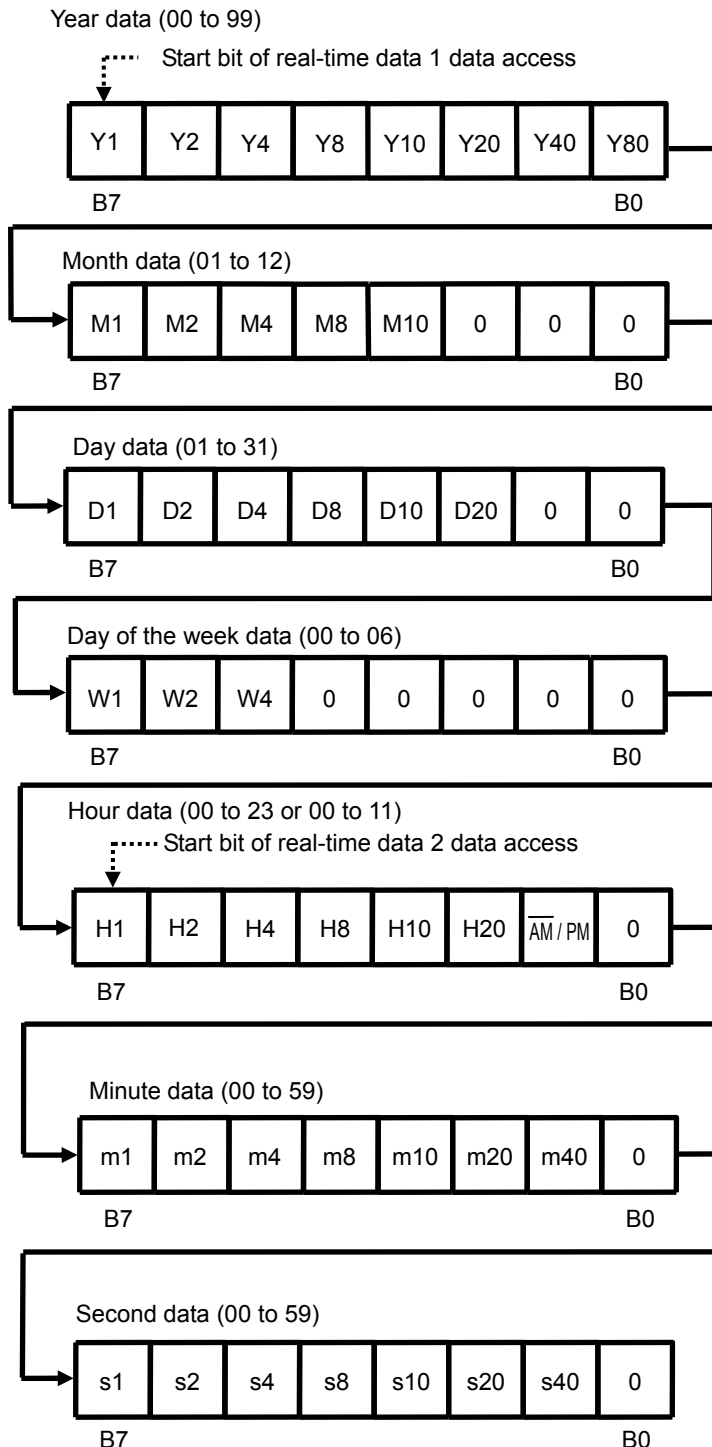 Year data (00 to 99)
Start bit of real-time data 1 data access
Y1 Y2 Y4 Y8 Y10 Y20 Y40 Y80
B7 B0
Month data (01 to 12)
M1 M2 M4 M8 M10 0 0 0
B7 B0
Day data (01 to 31)
D1 D2 D4 D8 D10 D20 0 0
B7 B0
Day of the week data (00 to 06)
W1 W2 W4 0 0 0 0 0
B7 B0
Hour data (00 to 23 or 00 to 11)
Start bit of real-time data 2 data access
H1 H2 H4 H8 H10 H20 A̅M̅ / PM 0
B7 B0
Minute data (00 to 59)
m1 m2 m4 m8 m10 m20 m40 0
B7 B0
Second data (00 to 59)
s1 s2 s4 s8 s10 s20 s40 0
B7 B0